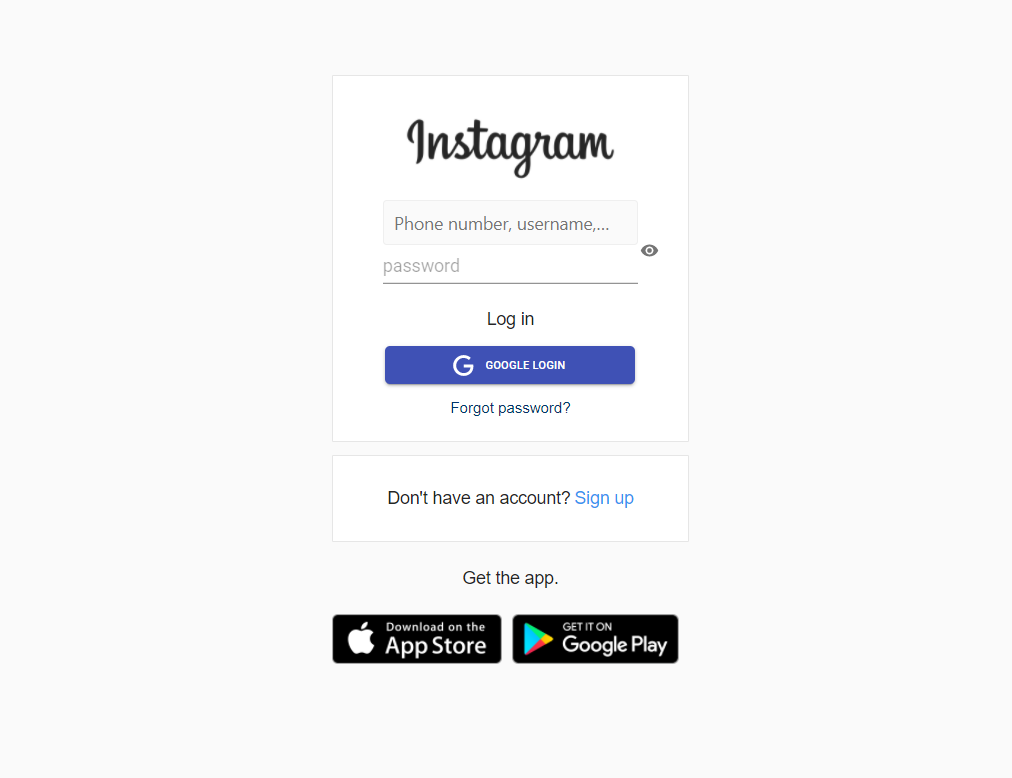 Instagram
Phone number, username,...
password
Log in
GOOGLE LOGIN
Forgot password?
Don't have an account? Sign up
Get the app.
Download on the
App Store
GET IT ON
Google Play